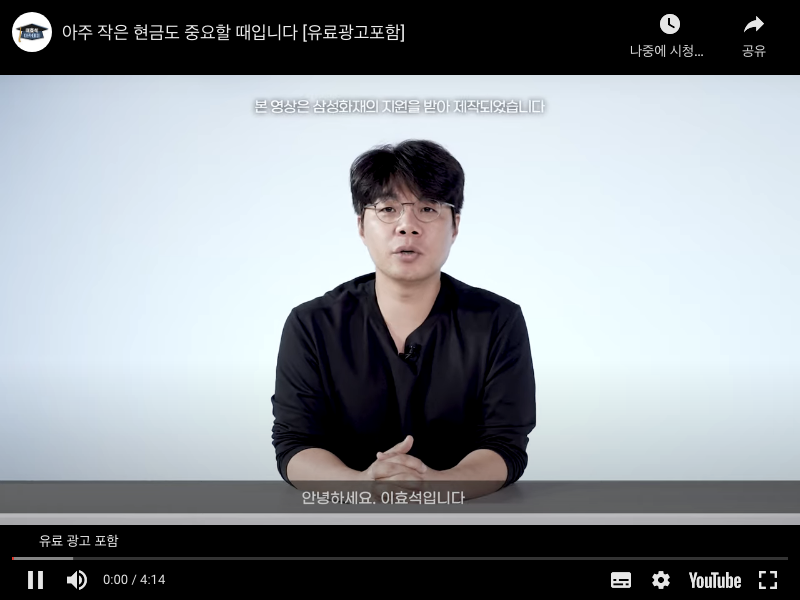 아주 작은 현금도 중요할 때입니다 [유료광고포함]
나중에 시청...
공유
본 영상은 삼성화재의 지원을 받아 제작되었습니다
안녕하세요. 이효석입니다
유료 광고 포함
0:00 / 4:14
YouTube